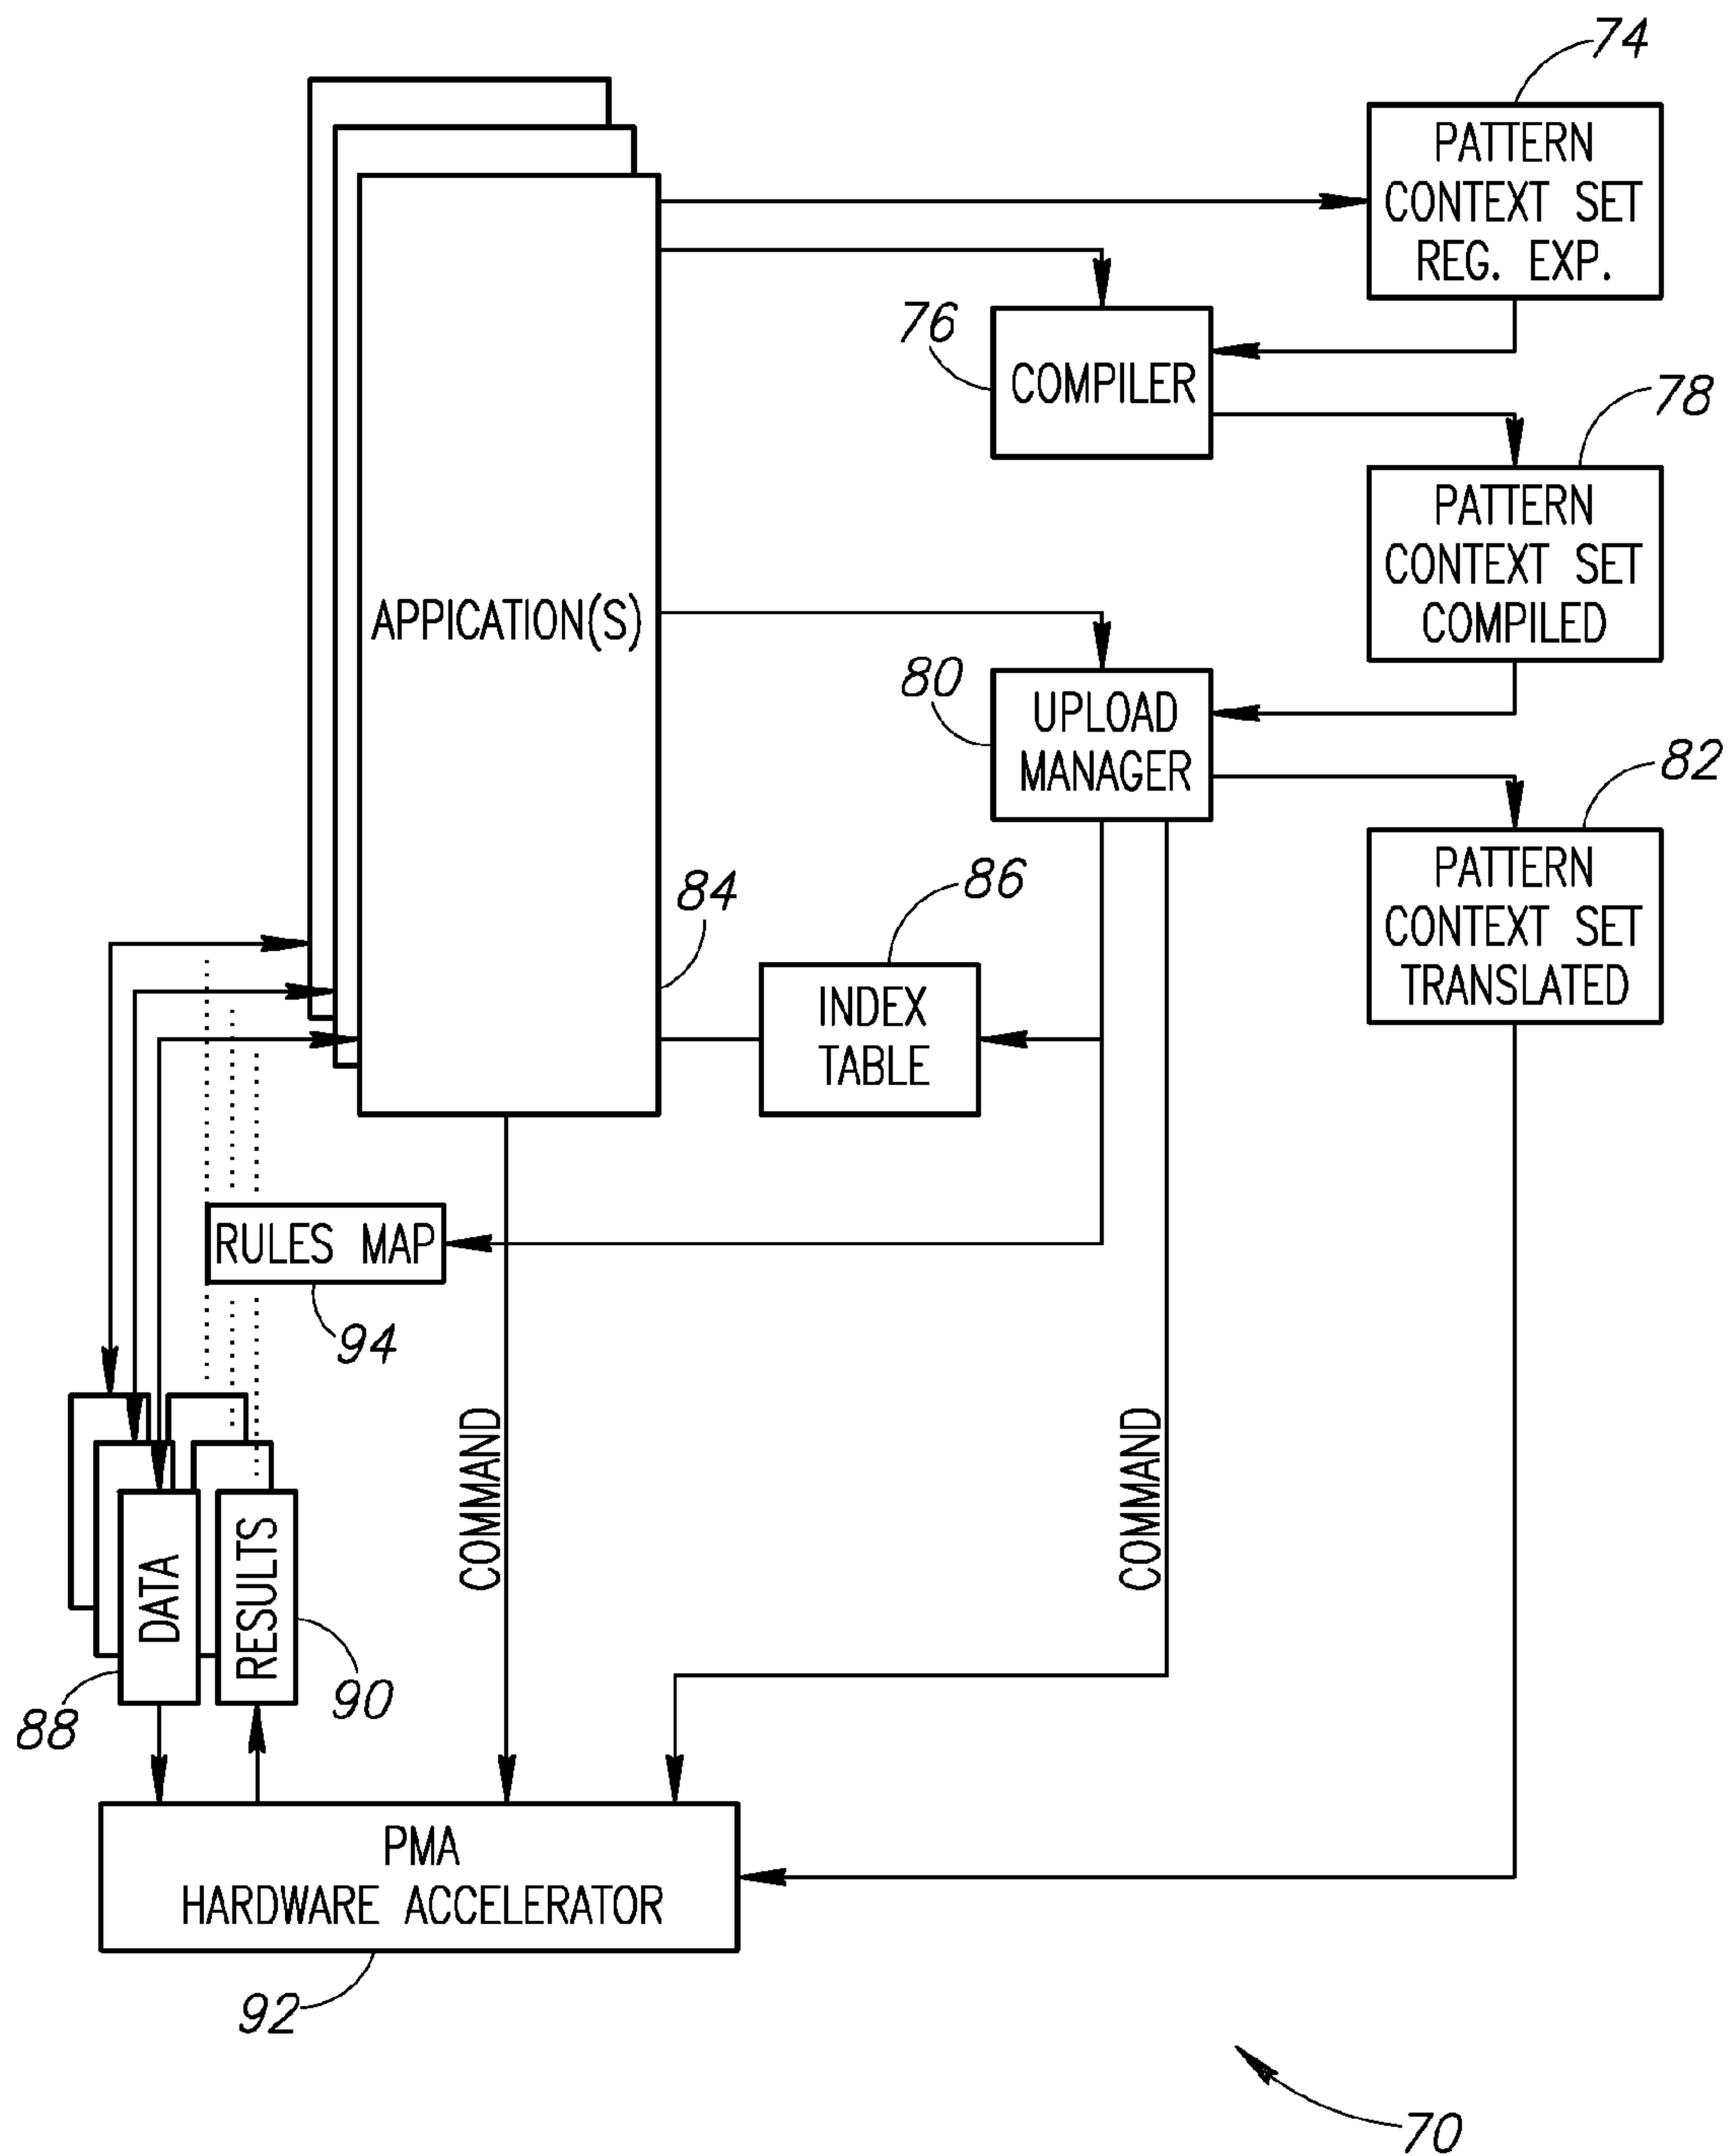 74
PATTERN
CONTEXT SET
REG. EXP.
76
COMPILER
78
PATTERN
CONTEXT SET
COMPILED
APPICATION(S)
80
UPLOAD
MANAGER
82
PATTERN
CONTEXT SET
TRANSLATED
84
86
INDEX
TABLE
RULES MAP
94
COMMAND
COMMAND
DATA
RESULTS
88
90
PMA
HARDWARE ACCELERATOR
92
70